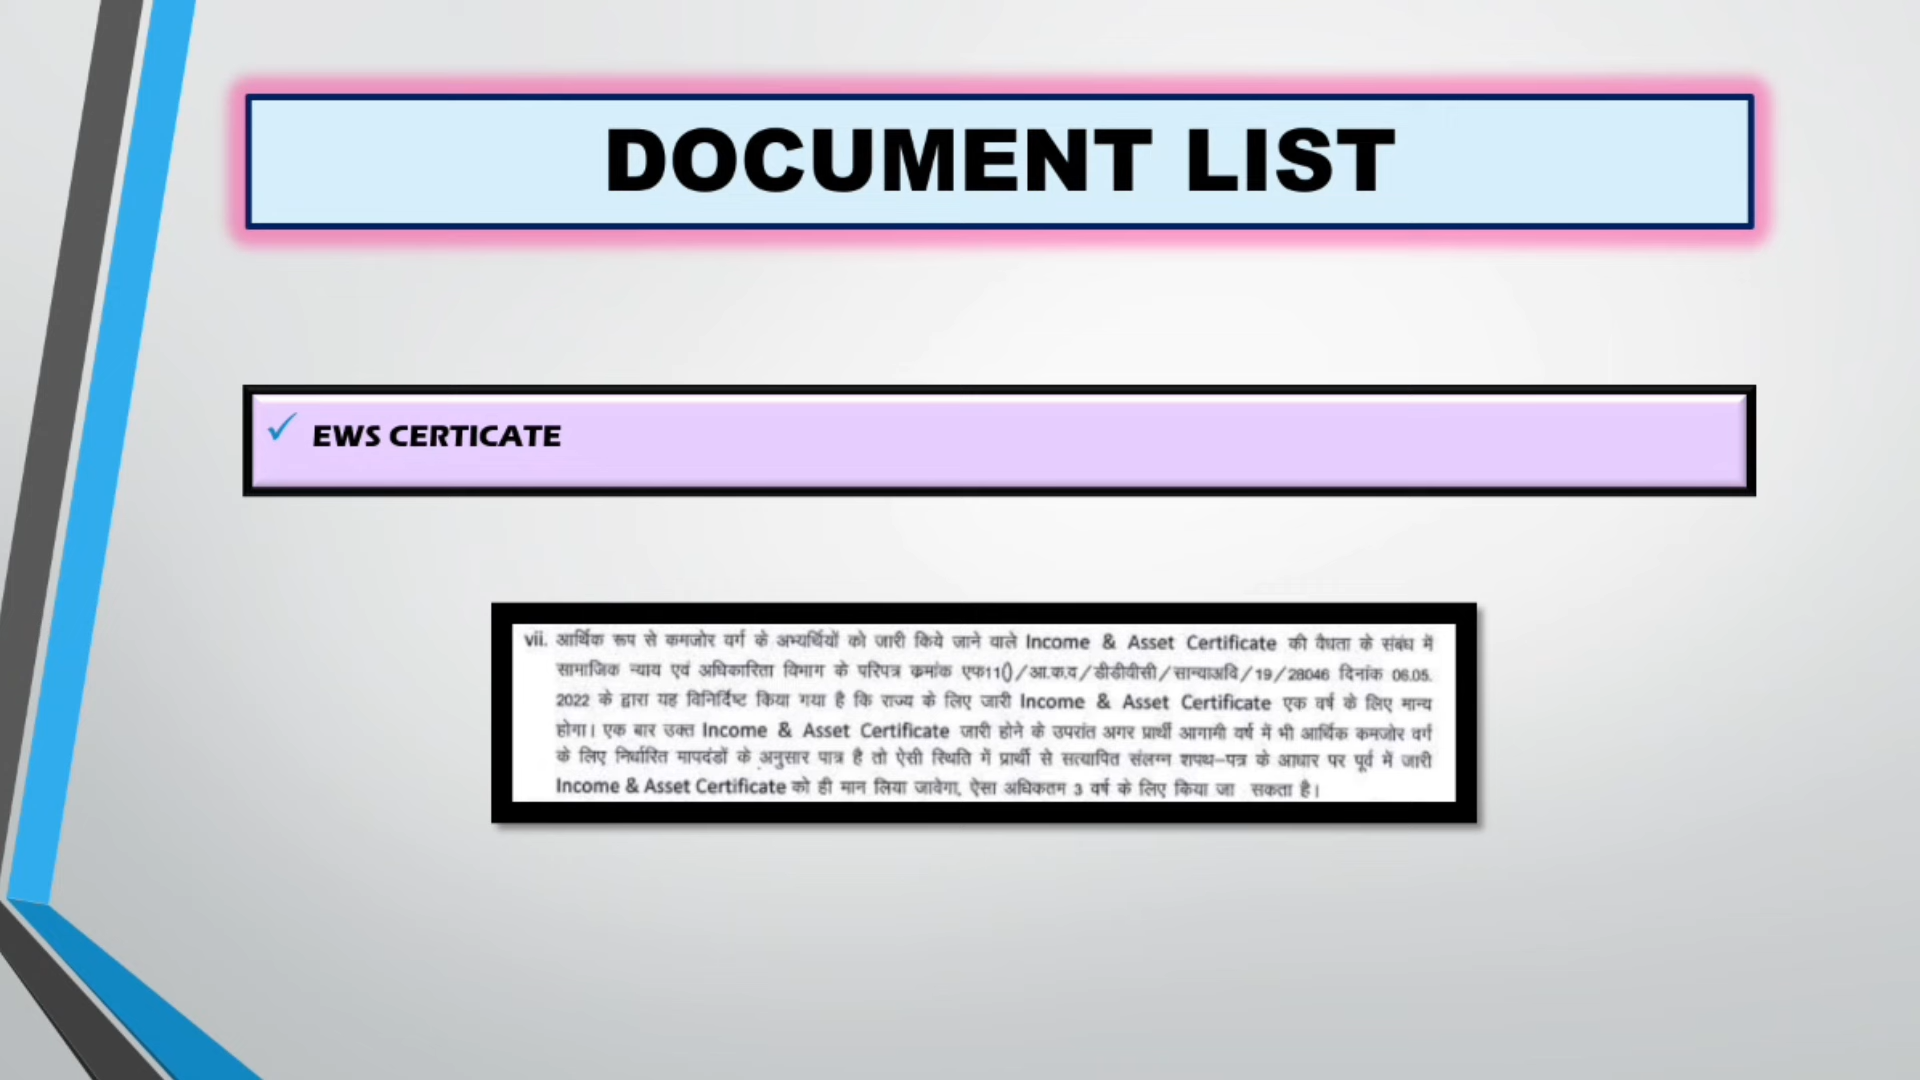 DOCUMENT LIST
✓ EWS CERTICATE
vii. आर्थिक रूप से कमजोर वर्ग के अभ्यर्थियों को जारी किये जाने वाले Income & Asset Certificate की वैधता के संबंध में
सामाजिक न्याय एवं अधिकारिता विभाग के परिपत्र क्रमांक एफ11()/आ.क.व/डीडीवीसी/सान्याअवि/19/28046 दिनांक 06.05.
2022 के द्वारा यह विनिर्दिष्ट किया गया है कि राज्य के लिए जारी Income & Asset Certificate एक वर्ष के लिए मान्य
होगा। एक बार उक्त Income & Asset Certificate जारी होने के उपरांत अगर प्रार्थी आगामी वर्ष में भी आर्थिक कमजोर वर्ग
के लिए निर्धारित मापदंडों के अनुसार पात्र है तो ऐसी स्थिति में प्रार्थी से सत्यापित संलग्न शपथ-पत्र के आधार पर पूर्व में जारी
Income & Asset Certificate को ही मान लिया जावेगा, ऐसा अधिकतम 3 वर्ष के लिए किया जा सकता है।